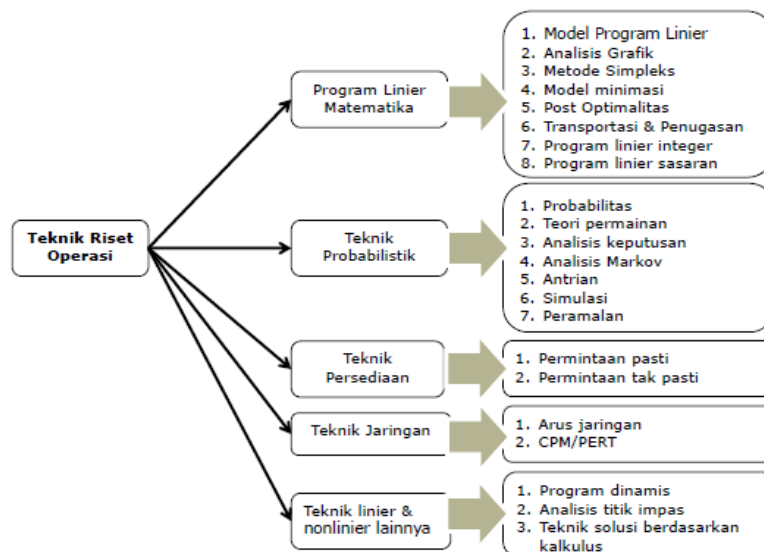 Teknik Riset
Operasi
Program Linier
Matematika
1. Model Program Linier
2. Analisis Grafik
3. Metode Simpleks
4. Model minimasi
5. Post Optimalitas
6. Transportasi & Penugasan
7. Program linier integer
8. Program linier sasaran
Teknik
Probabilistik
1. Probabilitas
2. Teori permainan
3. Analisis keputusan
4. Analisis Markov
5. Antrian
6. Simulasi
7. Peramalan
Teknik
Persediaan
1. Permintaan pasti
2. Permintaan tak pasti
Teknik Jaringan
1. Arus jaringan
2. CPM/PERT
Teknik linier &
nonlinier lainnya
1. Program dinamis
2. Analisis titik impas
3. Teknik solusi berdasarkan
kalkulus